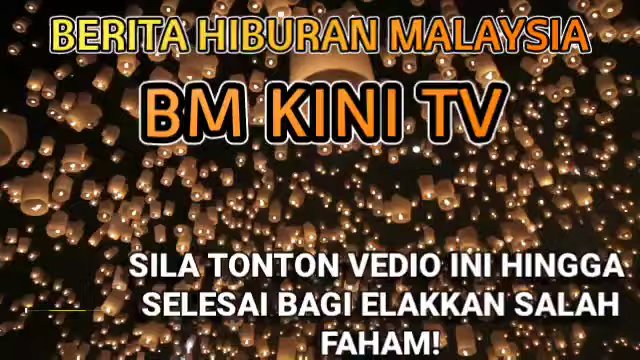 BERITA HIBURAN MALAYSIA
BM KINI TV
SILA TONTON VEDIO INI HINGGA
SELESAI BAGI ELAKKAN SALAH
FAHAM!